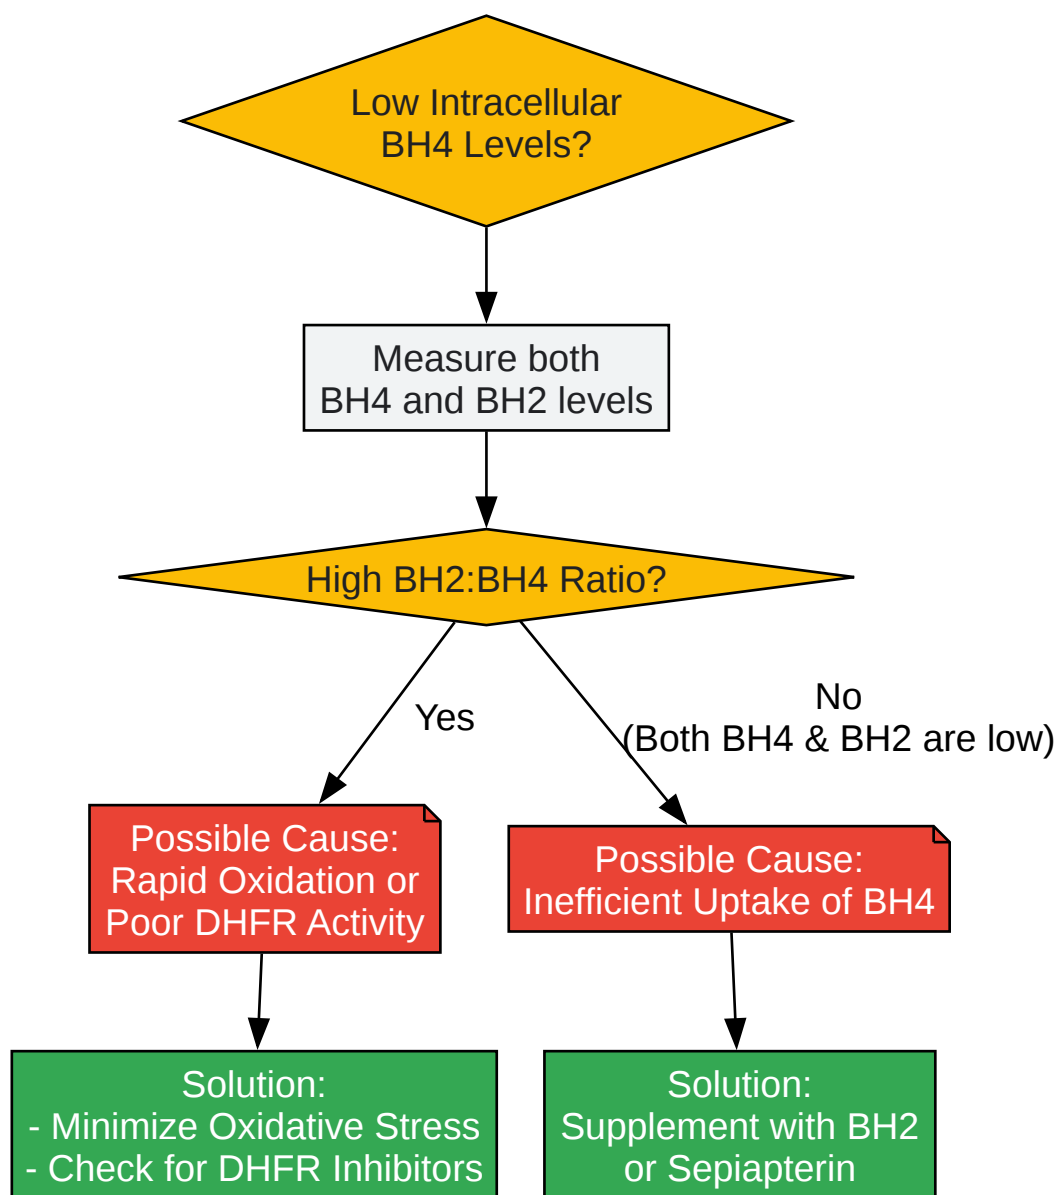 Low Intracellular
BH4 Levels?
Measure both
BH4 and BH2 levels
High BH2:BH4 Ratio?
Yes
No
(Both BH4 & BH2 are low)
Possible Cause:
Rapid Oxidation or
Poor DHFR Activity
Possible Cause:
Inefficient Uptake of BH4
Solution:
- Minimize Oxidative Stress
- Check for DHFR Inhibitors
Solution:
Supplement with BH2
or Sepiapterin